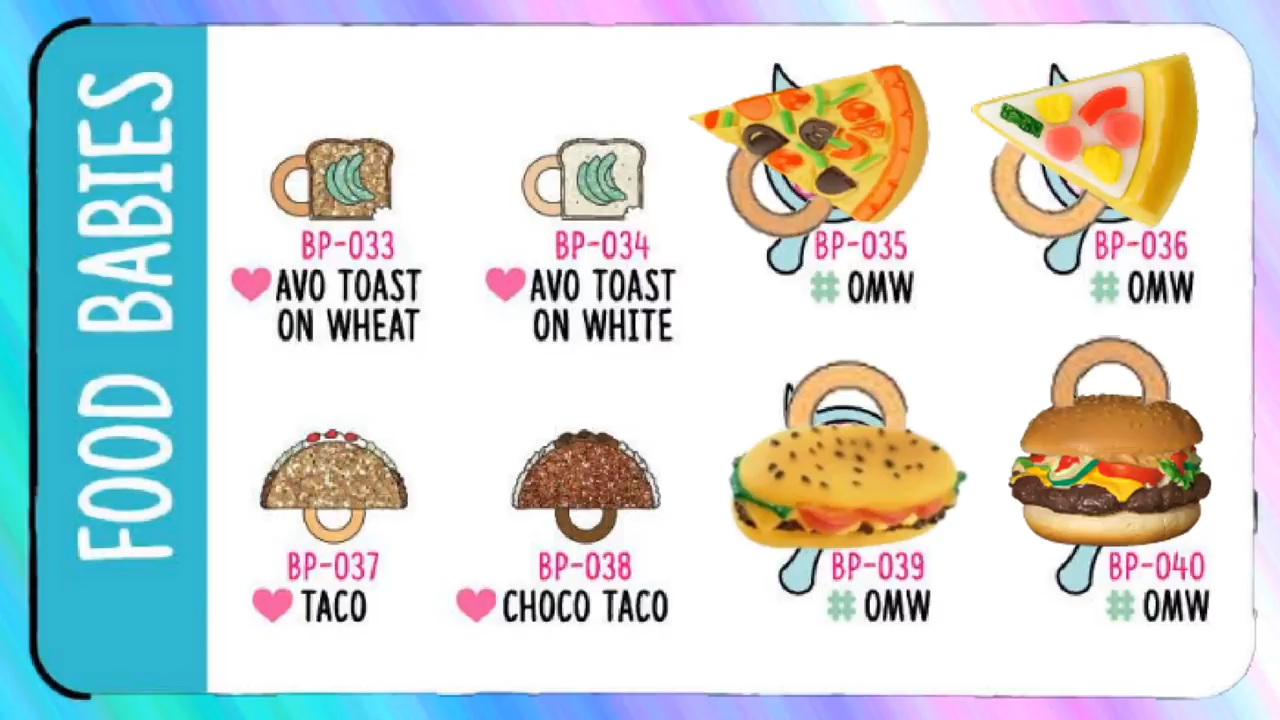 FOOD BABIES
BP-033
AVO TOAST
ON WHEAT
BP-034
AVO TOAST
ON WHITE
BP-035
# OMW
BP-036
# OMW
BP-037
TACO
BP-038
CHOCO TACO
BP-039
# OMW
BP-040
# OMW